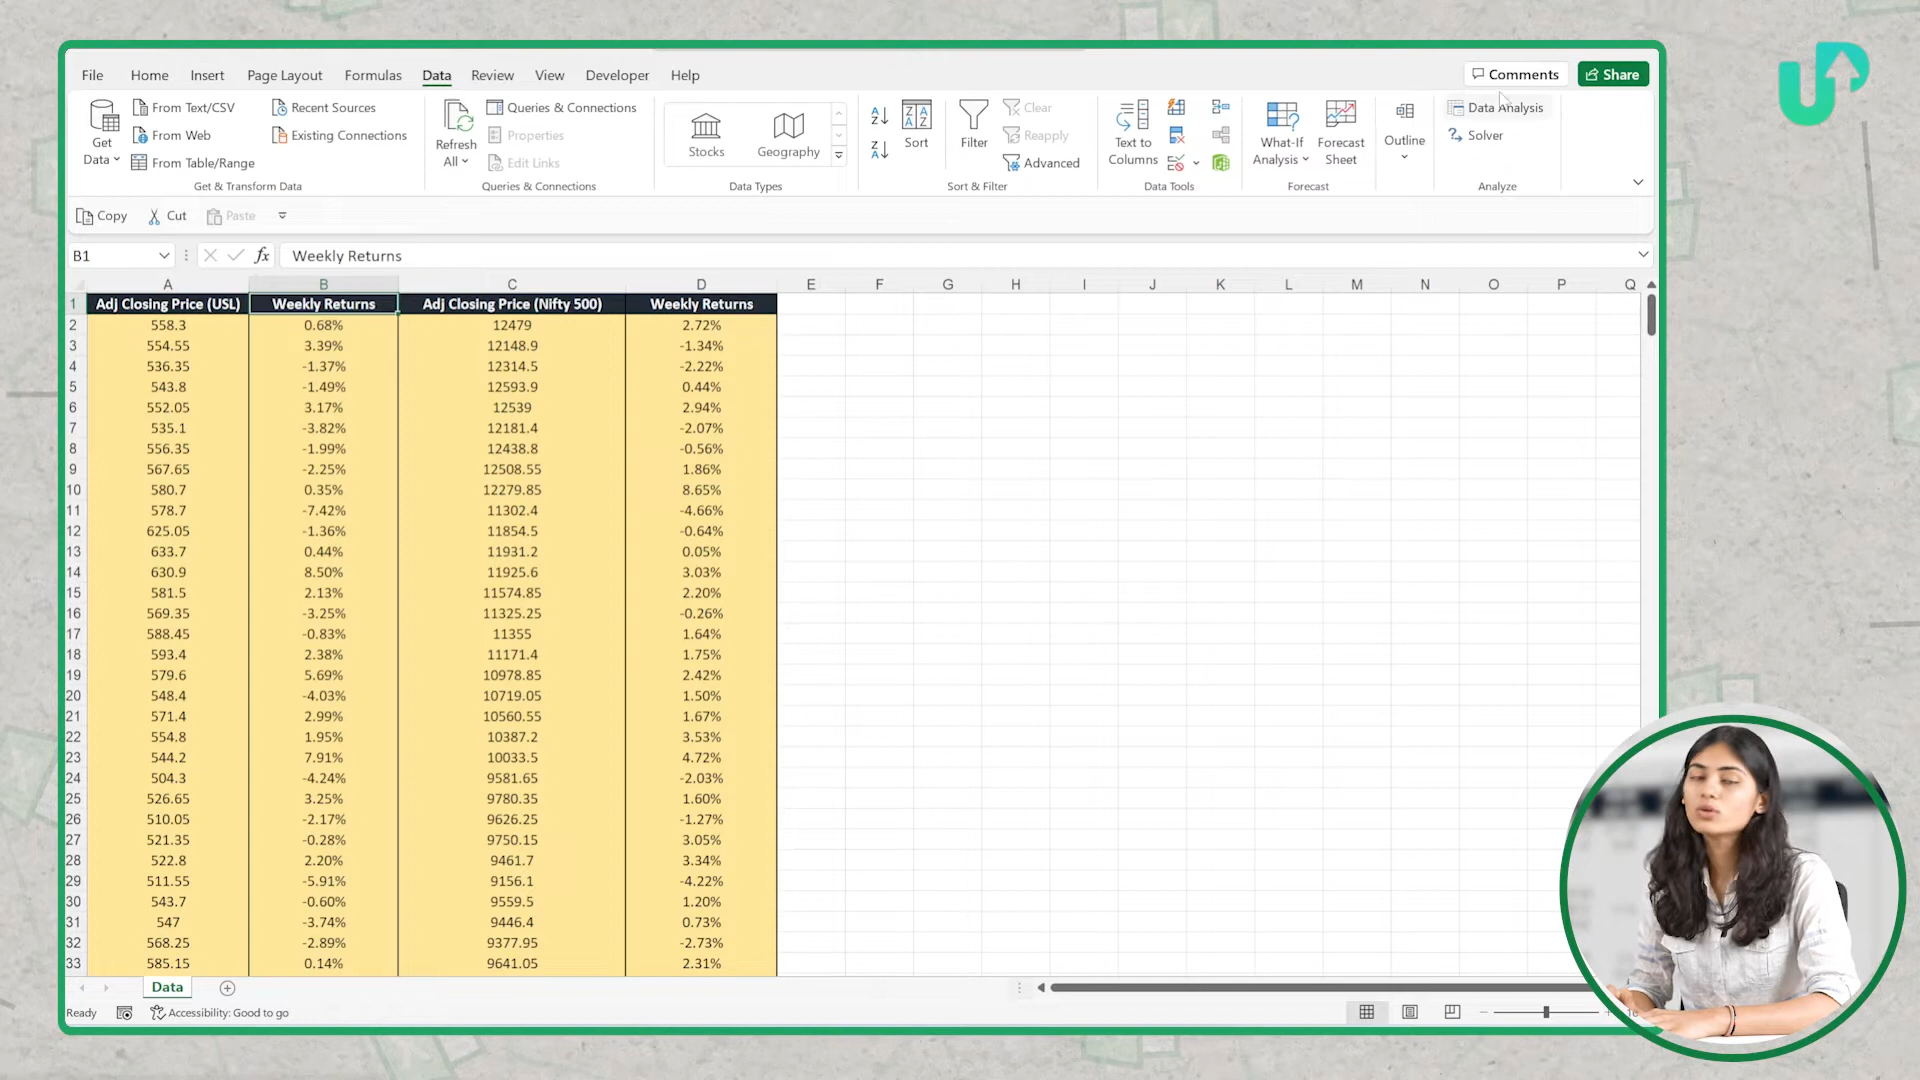 File Home Insert Page Layout Formulas Data Review View Developer Help Comments Share
Get Data
From Text/CSV
From Web
From Table/Range
Recent Sources
Existing Connections
Get & Transform Data
Refresh All
Queries & Connections
Properties
Edit Links
Queries & Connections
Stocks
Geography
Data Types
Sort
Filter
Clear
Reapply
Advanced
Sort & Filter
Text to Columns
Data Tools
What-If Analysis
Forecast Sheet
Forecast
Outline
Data Analysis
Solver
Analyze
Copy Cut Paste
B1 fx Weekly Returns
A B C D E F G H I J K L M N O P Q
1 Adj Closing Price (USL) Weekly Returns Adj Closing Price (Nifty 500) Weekly Returns
2 558.3 0.68% 12479 2.72%
3 554.55 3.39% 12148.9 -1.34%
4 536.35 -1.37% 12314.5 -2.22%
5 543.8 -1.49% 12593.9 0.44%
6 552.05 3.17% 12539 2.94%
7 535.1 -3.82% 12181.4 -2.07%
8 556.35 -1.99% 12438.8 -0.56%
9 567.65 -2.25% 12508.55 1.86%
10 580.7 0.35% 12279.85 8.65%
11 578.7 -7.42% 11302.4 -4.66%
12 625.05 -1.36% 11854.5 -0.64%
13 633.7 0.44% 11931.2 0.05%
14 630.9 8.50% 11925.6 3.03%
15 581.5 2.13% 11574.85 2.20%
16 569.35 -3.25% 11325.25 -0.26%
17 588.45 -0.83% 11355 1.64%
18 593.4 2.38% 11171.4 1.75%
19 579.6 5.69% 10978.85 2.42%
20 548.4 -4.03% 10719.05 1.50%
21 571.4 2.99% 10560.55 1.67%
22 554.8 1.95% 10387.2 3.53%
23 544.2 7.91% 10033.5 4.72%
24 504.3 -4.24% 9581.65 -2.03%
25 526.65 3.25% 9780.35 1.60%
26 510.05 -2.17% 9626.25 -1.27%
27 521.35 -0.28% 9750.15 3.05%
28 522.8 2.20% 9461.7 3.34%
29 511.55 -5.91% 9156.1 -4.22%
30 543.7 -0.60% 9559.5 1.20%
31 547 -3.74% 9446.4 0.73%
32 568.25 -2.89% 9377.95 -2.73%
33 585.15 0.14% 9641.05 2.31%
Data
Ready Accessibility: Good to go